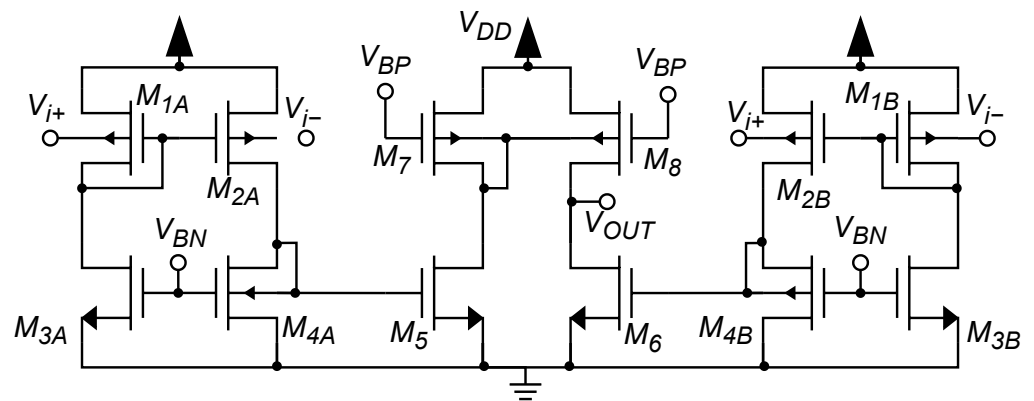 V_DD
V_BP
V_BP
M_1A
M_1B
V_i+
V_i−
V_i+
V_i−
M_7
M_8
M_2A
M_2B
V_BN
V_OUT
V_BN
M_3A
M_4A
M_5
M_6
M_4B
M_3B